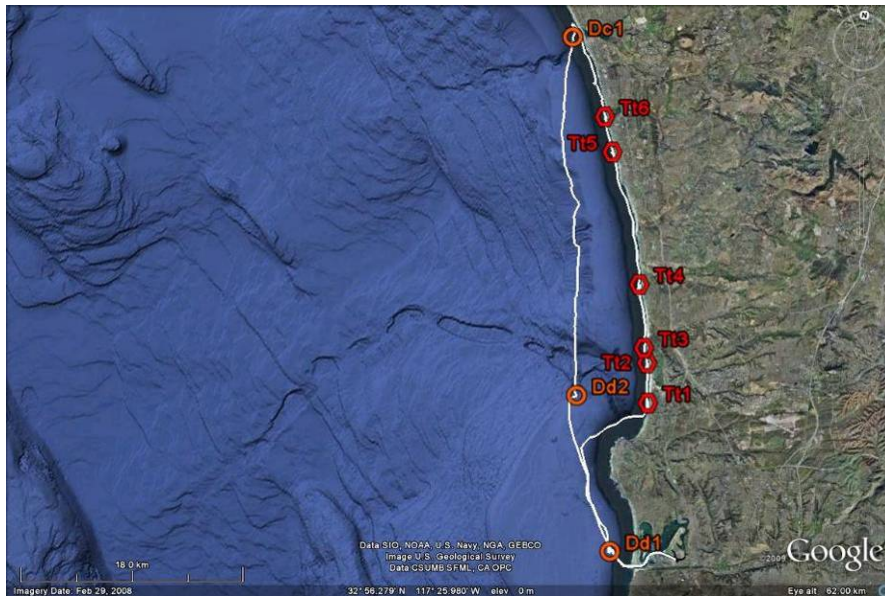 N
Dc1
Tt6
Tt5
Tt4
Tt3
Tt2
Dd2
Tt1
Dd1
Data SIO, NOAA, U.S. Navy, NGA, GEBCO
Image U.S. Geological Survey
Data CSUMB SFML, CA OPC
©2009 Google
18.0 km
Imagery Date: Feb 29, 2008 32°56.279' N 117°25.980' W elev 0 m Eye alt 62.00 km